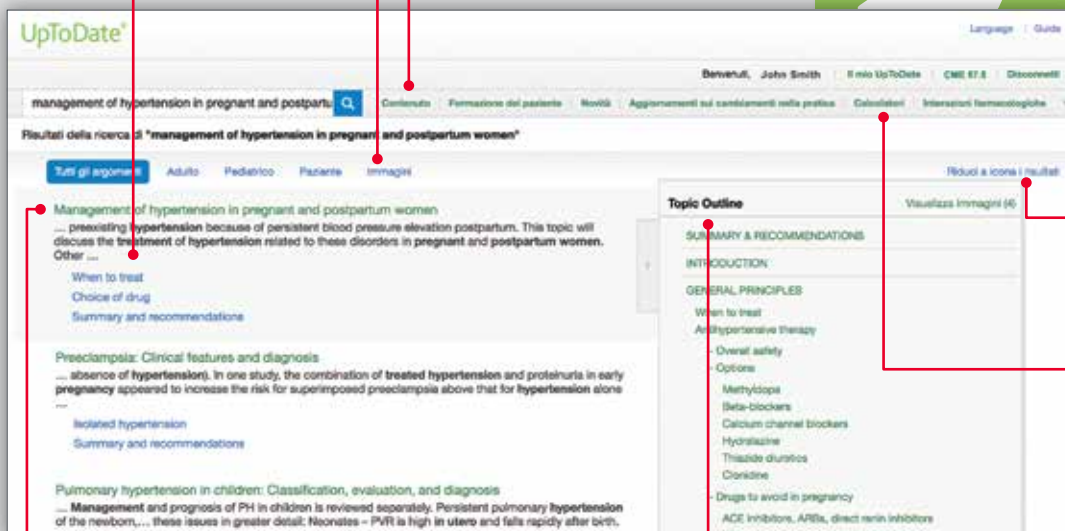 UpToDate®
Language | Guida
Benvenuti, John Smith | Il mio UpToDate | CME 67.5 | Disconnetti
management of hypertension in pregnant and postpartu
Contenuto Formazione del paziente Novità Aggiornamenti sui cambiamenti nella pratica Calcolatori Interazioni farmacologiche
Risultati della ricerca di "management of hypertension in pregnant and postpartum women"
Tutti gli argomenti Adulto Pediatrico Paziente Immagini
Riduci a icona i risultati
Management of hypertension in pregnant and postpartum women
... preexisting hypertension because of persistent blood pressure elevation postpartum. This topic will
discuss the treatment of hypertension related to these disorders in pregnant and postpartum women.
Other ....
When to treat
Choice of drug
Summary and recommendations
Preeclampsia: Clinical features and diagnosis
... absence of hypertension). In one study, the combination of treated hypertension and proteinuria in early
pregnancy appeared to increase the risk for superimposed preeclampsia above that for hypertension alone
...
Isolated hypertension
Summary and recommendations
Pulmonary hypertension in children: Classification, evaluation, and diagnosis
... Management and prognosis of PH in children is reviewed separately. Persistent pulmonary hypertension
of the newborn,... these issues in greater detail: Neonates – PVR is high in utero and falls rapidly after birth.
Topic Outline
Visualizza Immagini (4)
SUMMARY & RECOMMENDATIONS
INTRODUCTION
GENERAL PRINCIPLES
When to treat
Antihypertensive therapy
- Overall safety
- Options
Methyldopa
Beta-blockers
Calcium channel blockers
Hydralazine
Thiazide diuretics
Clonidine
- Drugs to avoid in pregnancy
ACE inhibitors, ARBs, direct renin inhibitors